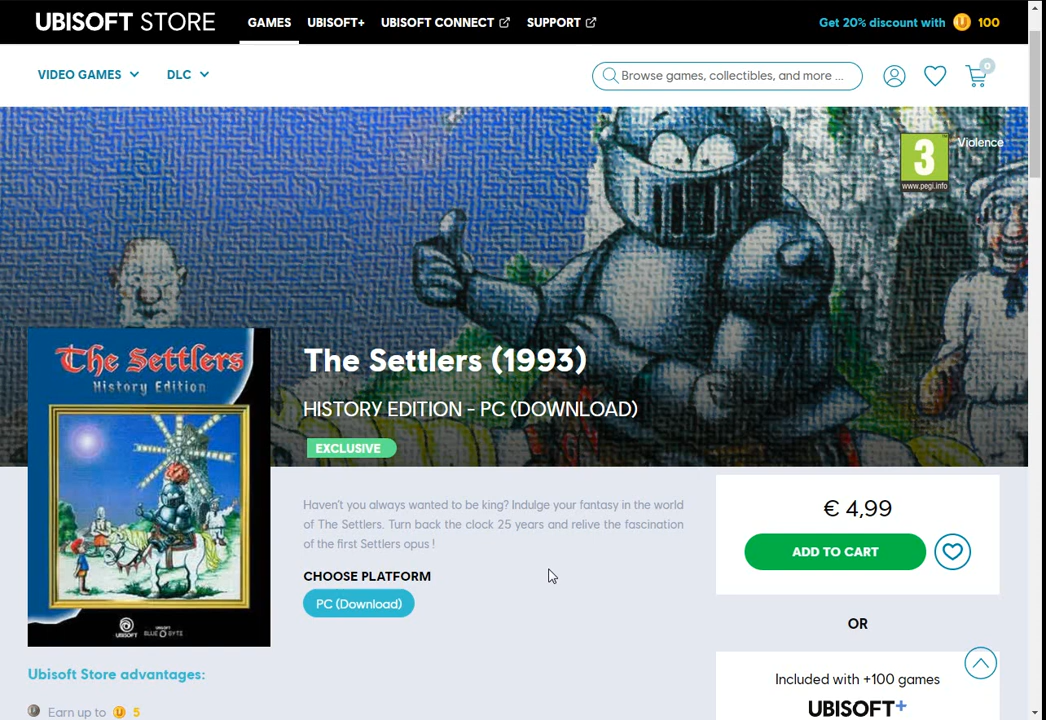 UBISOFT STORE GAMES UBISOFT+ UBISOFT CONNECT SUPPORT Get 20% discount with 100
VIDEO GAMES DLC Browse games, collectibles, and more ... 0
3 Violence
www.pegi.info
The Settlers
History Edition
UBISOFT UBISOFT BLUE BYTE
The Settlers (1993)
HISTORY EDITION - PC (DOWNLOAD)
EXCLUSIVE
Haven't you always wanted to be king? Indulge your fantasy in the world
of The Settlers. Turn back the clock 25 years and relive the fascination
of the first Settlers opus !
CHOOSE PLATFORM
PC (Download)
€ 4,99
ADD TO CART
OR
Included with +100 games
UBISOFT+
Ubisoft Store advantages:
Earn up to 5